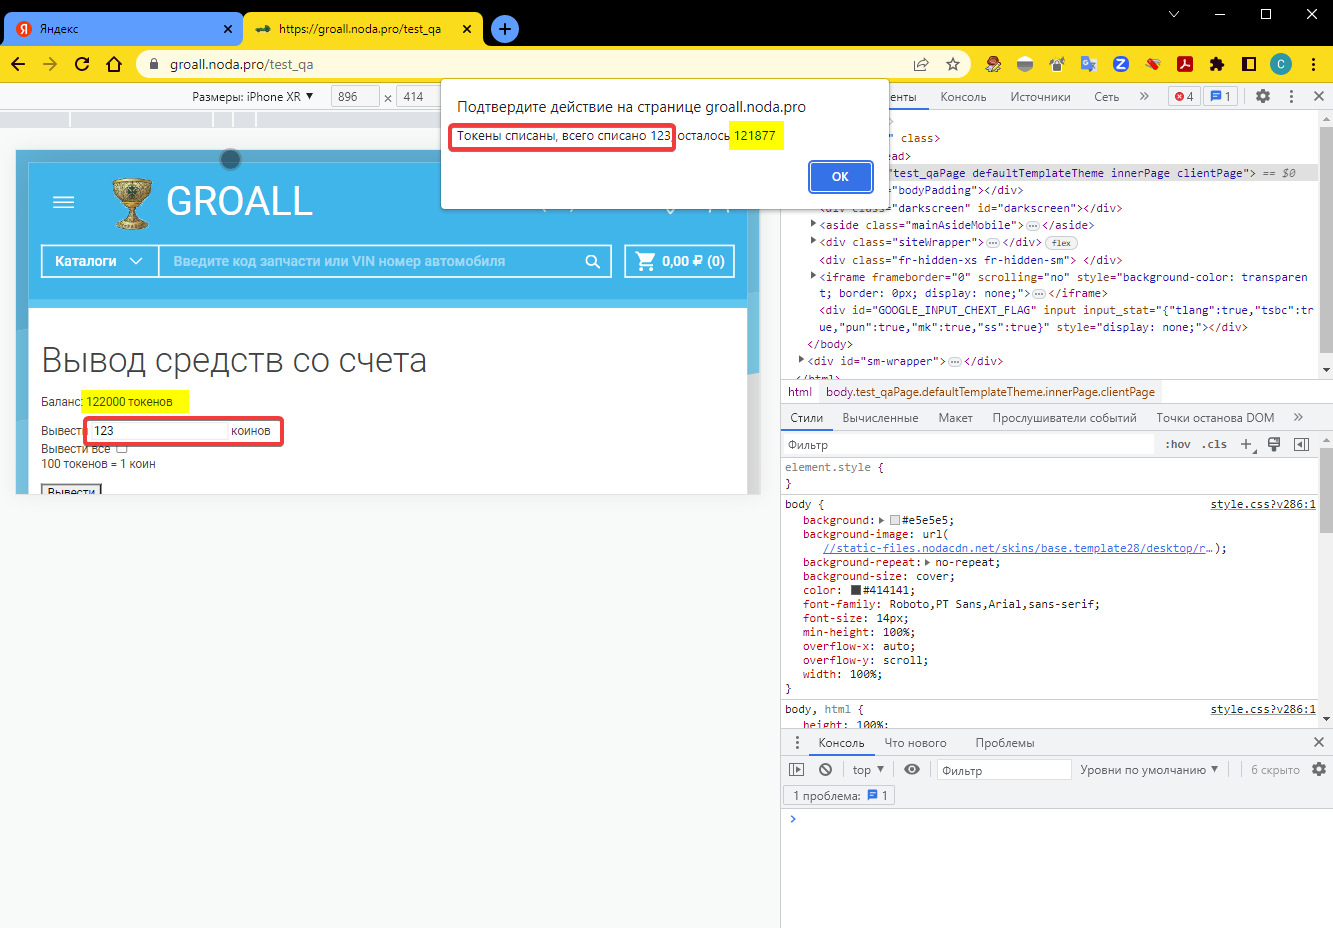 Яндекс
https://groall.noda.pro/test_qa
groall.noda.pro/test_qa
Размеры: iPhone XR ▼ 896 × 414
Подтвердите действие на странице groall.noda.pro
Токены списаны, всего списано 123, осталось 121877
ОК
GROALL
Каталоги
Введите код запчасти или VIN номер автомобиля
0,00 ₽ (0)
Вывод средств со счета
Баланс: 122000 токенов
Вывести 123 коинов
Вывести все
100 токенов = 1 коин
Вывести
енты Консоль Источники Сеть » 4 1
" class>
ead>
"test_qaPage defaultTemplateTheme innerPage clientPage"> == $0
="bodyPadding"></div>
<div class="darkscreen" id="darkscreen"></div>
<aside class="mainAsideMobile">…</aside>
<div class="siteWrapper">…</div> flex
<div class="fr-hidden-xs fr-hidden-sm"> </div>
<iframe frameborder="0" scrolling="no" style="background-color: transparen
t; border: 0px; display: none;">…</iframe>
<div id="GOOGLE_INPUT_CHEXT_FLAG" input input_stat="{"tlang":true,"tsbc":tr
ue,"pun":true,"mk":true,"ss":true}" style="display: none;"></div>
</body>
<div id="sm-wrapper">…</div>
</html>
html body.test_qaPage.defaultTemplateTheme.innerPage.clientPage
Стили Вычисленные Макет Прослушиватели событий Точки останова DOM »
Фильтр :hov .cls +
element.style {
}
body { style.css?v286:1
background: #e5e5e5;
background-image: url(
//static-files.nodacdn.net/skins/base.template28/desktop/r…);
background-repeat: no-repeat;
background-size: cover;
color: #414141;
font-family: Roboto,PT Sans,Arial,sans-serif;
font-size: 14px;
min-height: 100%;
overflow-x: auto;
overflow-y: scroll;
width: 100%;
}
body, html { style.css?v286:1
height: 100%;
Консоль Что нового Проблемы
top ▼ Фильтр Уровни по умолчанию ▼ 6 скрыто
1 проблема: 1